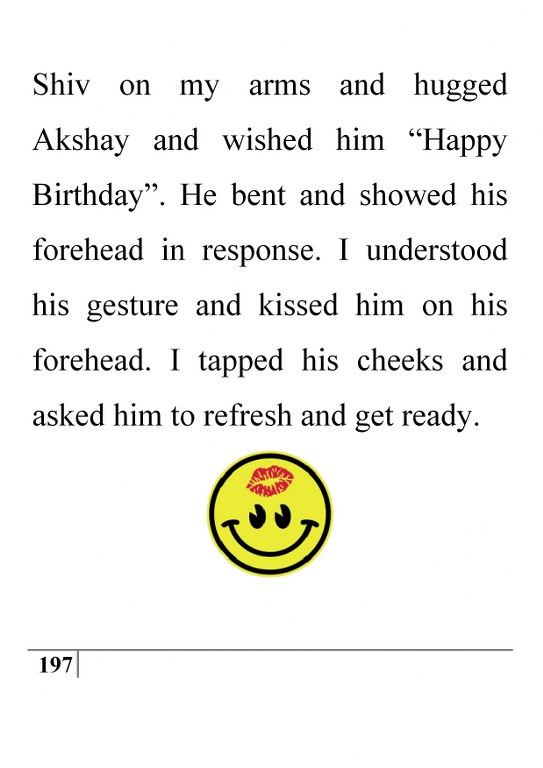 Shiv on my arms and hugged
Akshay and wished him “Happy
Birthday”. He bent and showed his
forehead in response. I understood
his gesture and kissed him on his
forehead. I tapped his cheeks and
asked him to refresh and get ready.
197